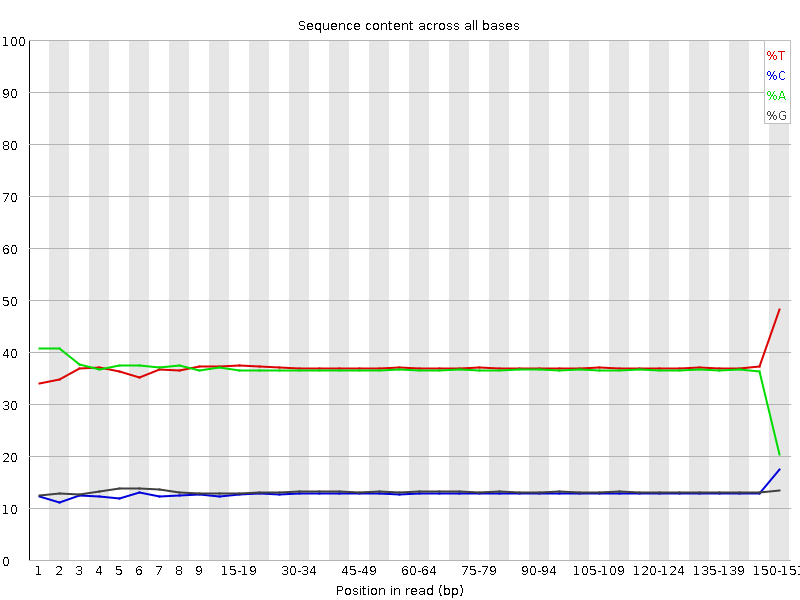 Sequence content across all bases
100
90
80
70
60
50
40
30
20
10
0
%T
%C
%A
%G
1 2 3 4 5 6 7 8 9 15-19 30-34 45-49 60-64 75-79 90-94 105-109 120-124 135-139 150-151
Position in read (bp)